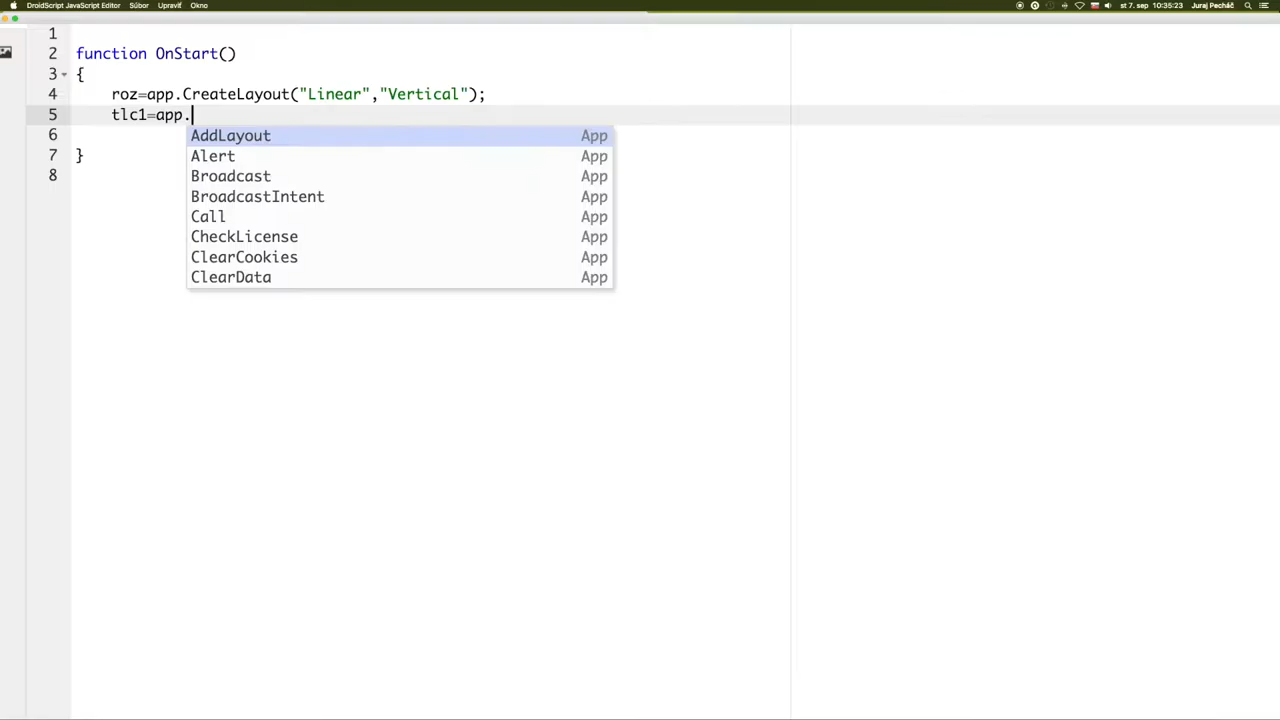 DroidScript JavaScript Editor Súbor Upraviť Okno st 7. sep 10:35:23 Juraj Pecháč
1
2 function OnStart()
3 {
4 roz=app.CreateLayout("Linear","Vertical");
5 tlc1=app.
AddLayout App
6 Alert App
7 }
Broadcast App
8
BroadcastIntent App
Call App
CheckLicense App
ClearCookies App
ClearData App